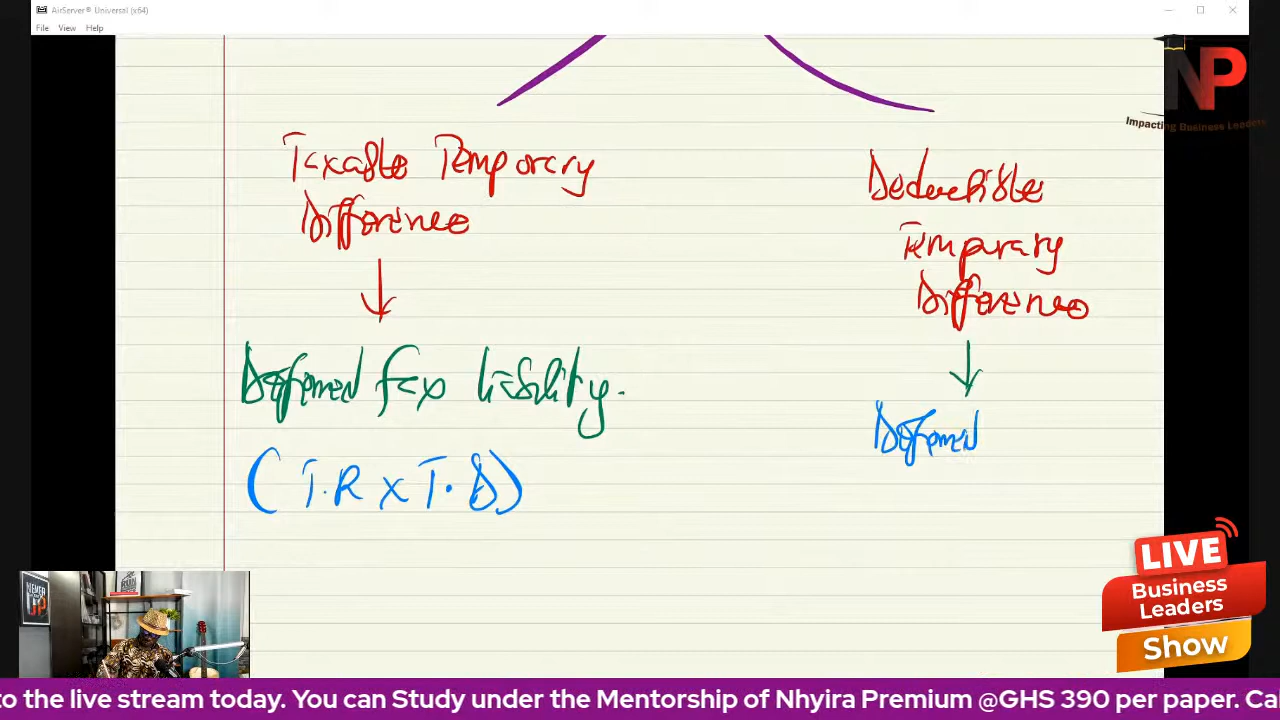 AirServer® Universal (x64)
File View Help
NP
Impacting Business Leaders
Taxable Temporary
Difference
Deductible
Temporary
Difference
Deferred tax liability.
(T.R x T.D)
Deferred
LIVE
Business
Leaders
Show
to the live stream today. You can Study under the Mentorship of Nhyira Premium @GHS 390 per paper. Ca